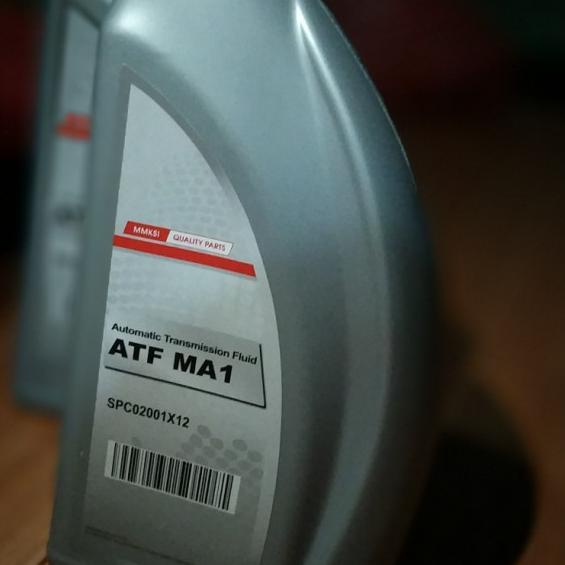 MMKSI QUALITY PARTS
Automatic Transmission Fluid
ATF MA1
SPC02001X12